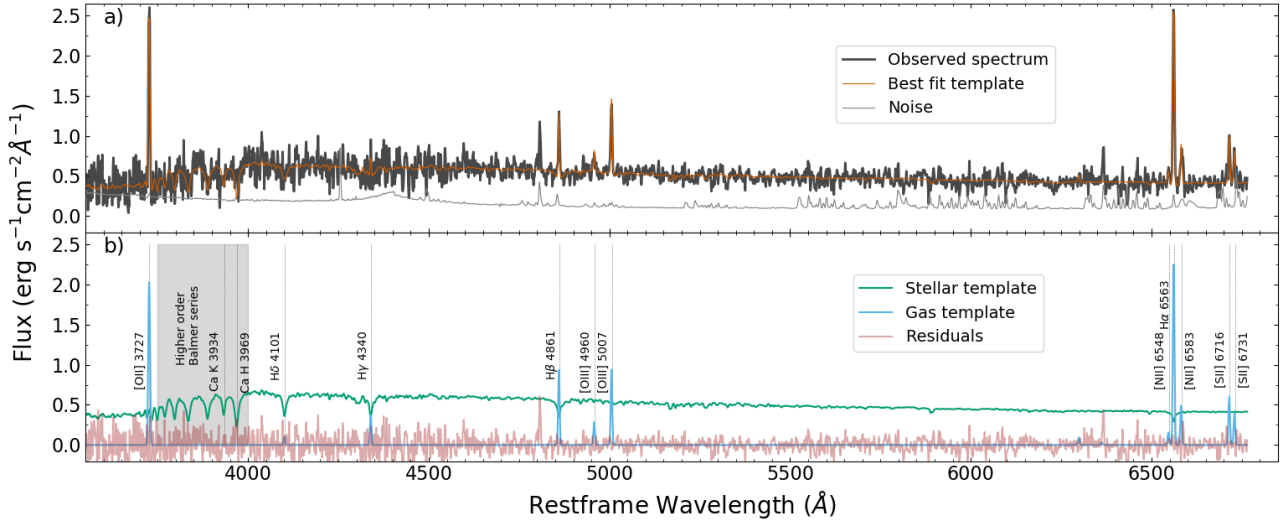 a)
2.5
2.0
1.5
1.0
0.5
0.0
Observed spectrum
Best fit template
Noise
Flux (erg s⁻¹cm⁻²Å⁻¹)
b)
2.5
2.0
1.5
1.0
0.5
0.0
Stellar template
Gas template
Residuals
[OII] 3727
Higher order
Balmer series
Ca K 3934
Ca H 3969
Hδ 4101
Hγ 4340
Hβ 4861
[OIII] 4960
[OIII] 5007
[NII] 6548
Hα 6563
[NII] 6583
[SII] 6716
[SII] 6731
4000
4500
5000
5500
6000
6500
Restframe Wavelength (Å)